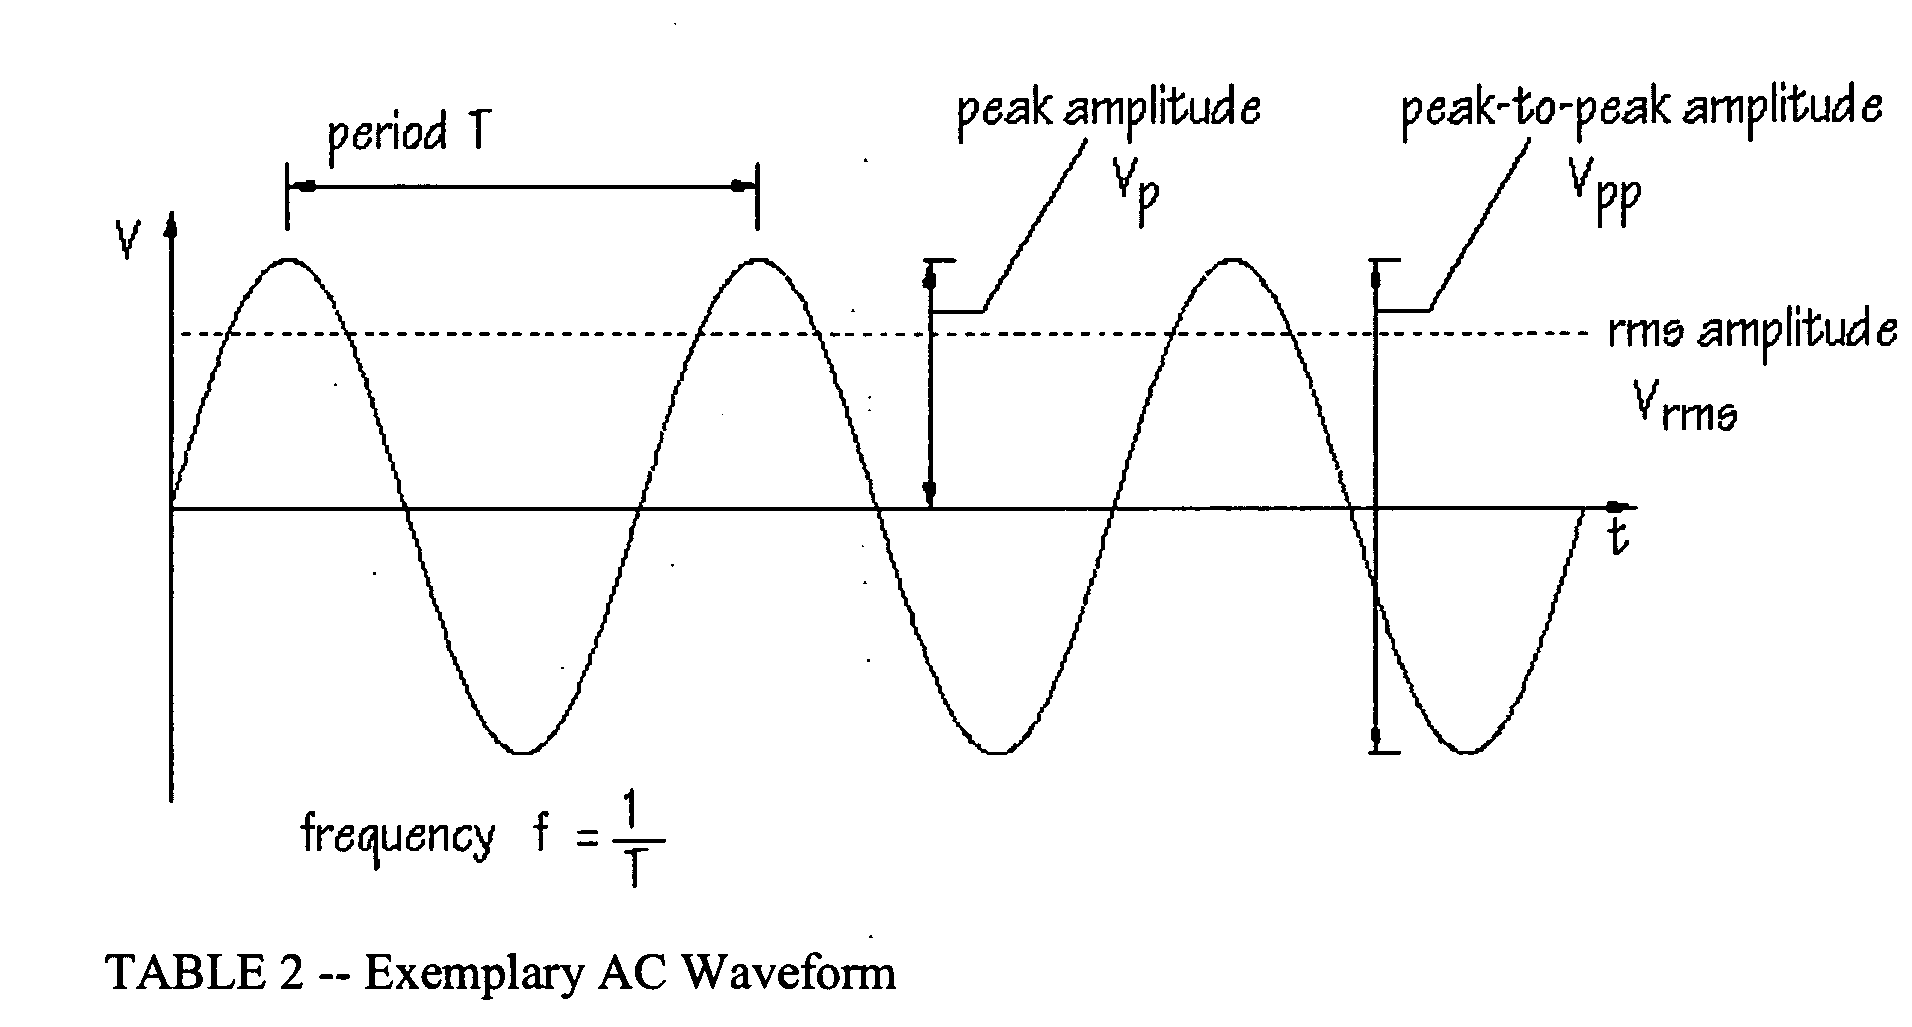 period T
peak amplitude
Vp
peak-to-peak amplitude
Vpp
V
rms amplitude
Vrms
t
frequency f = 1/T
TABLE 2 -- Exemplary AC Waveform